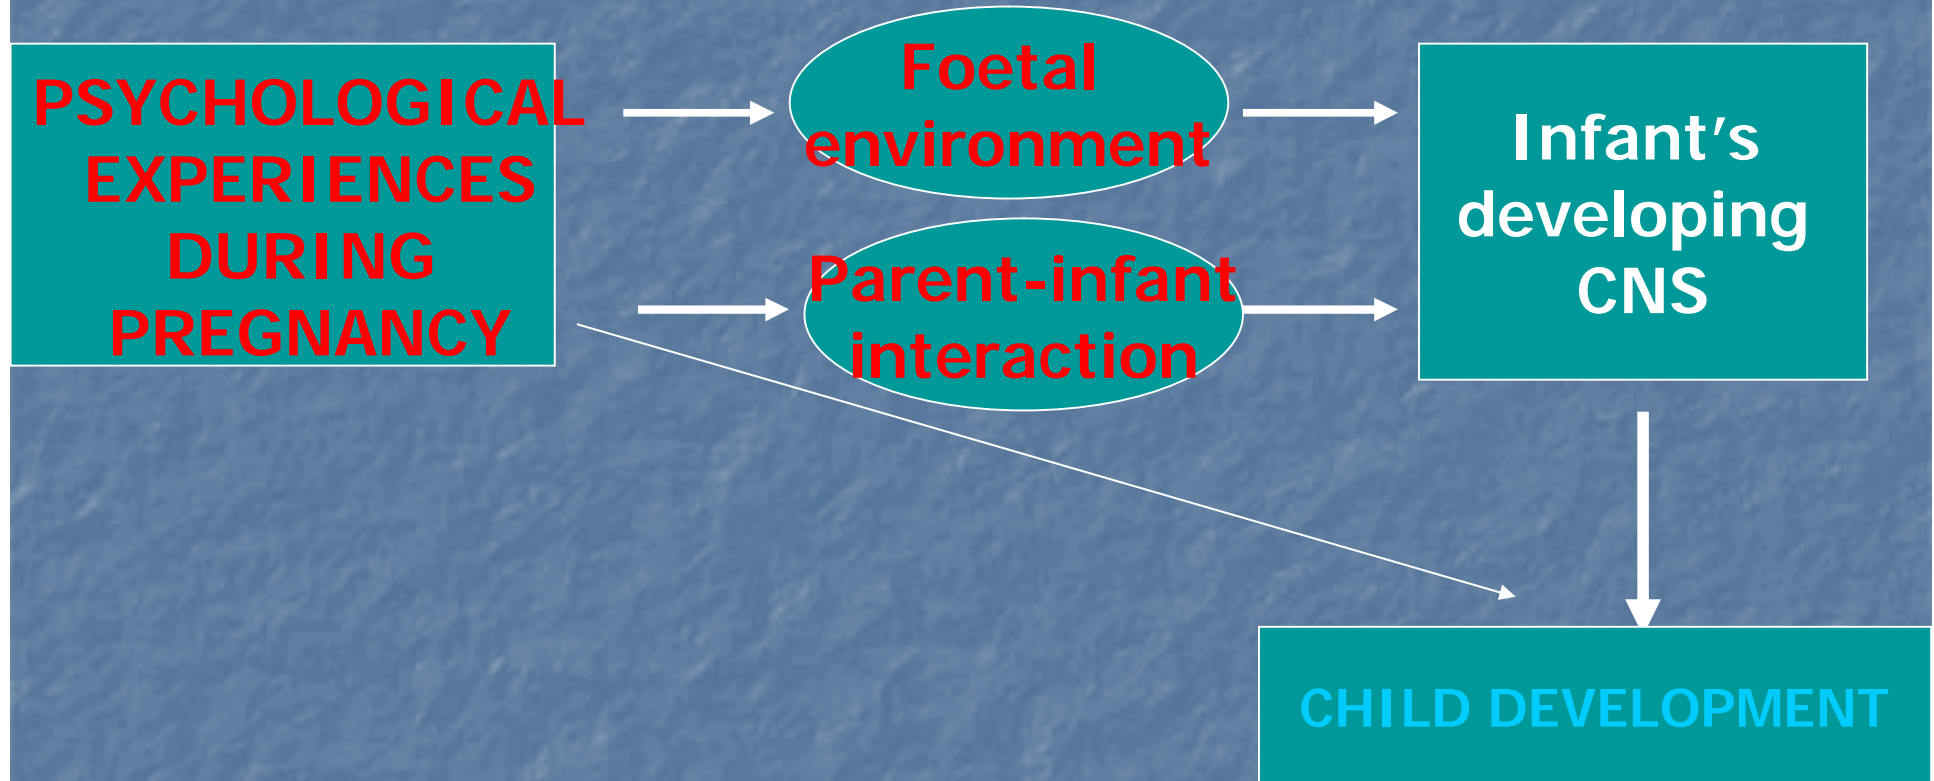 PSYCHOLOGICAL
EXPERIENCES
DURING
PREGNANCY
Foetal
environment
Parent-infant
interaction
Infant’s
developing
CNS
CHILD DEVELOPMENT